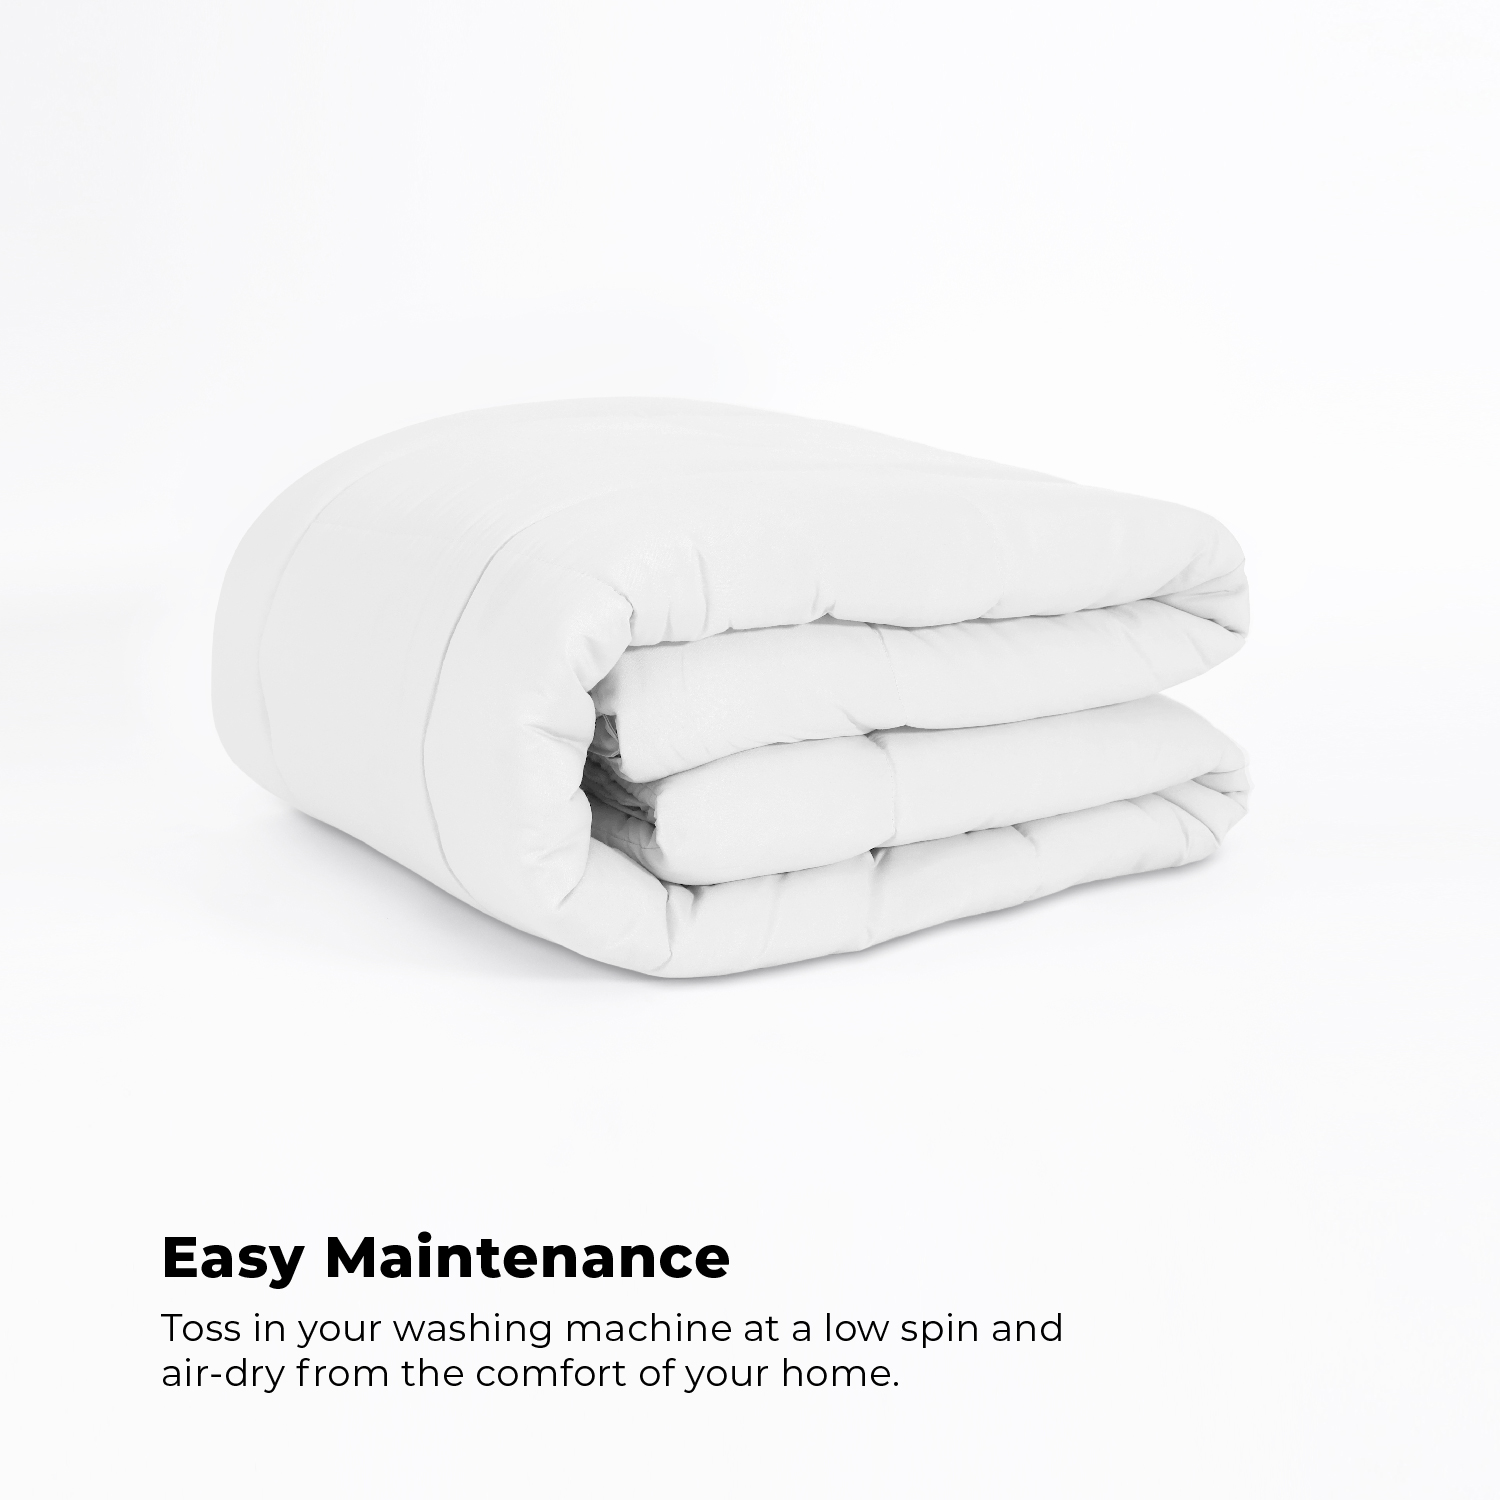 Easy Maintenance
Toss in your washing machine at a low spin and
air-dry from the comfort of your home.